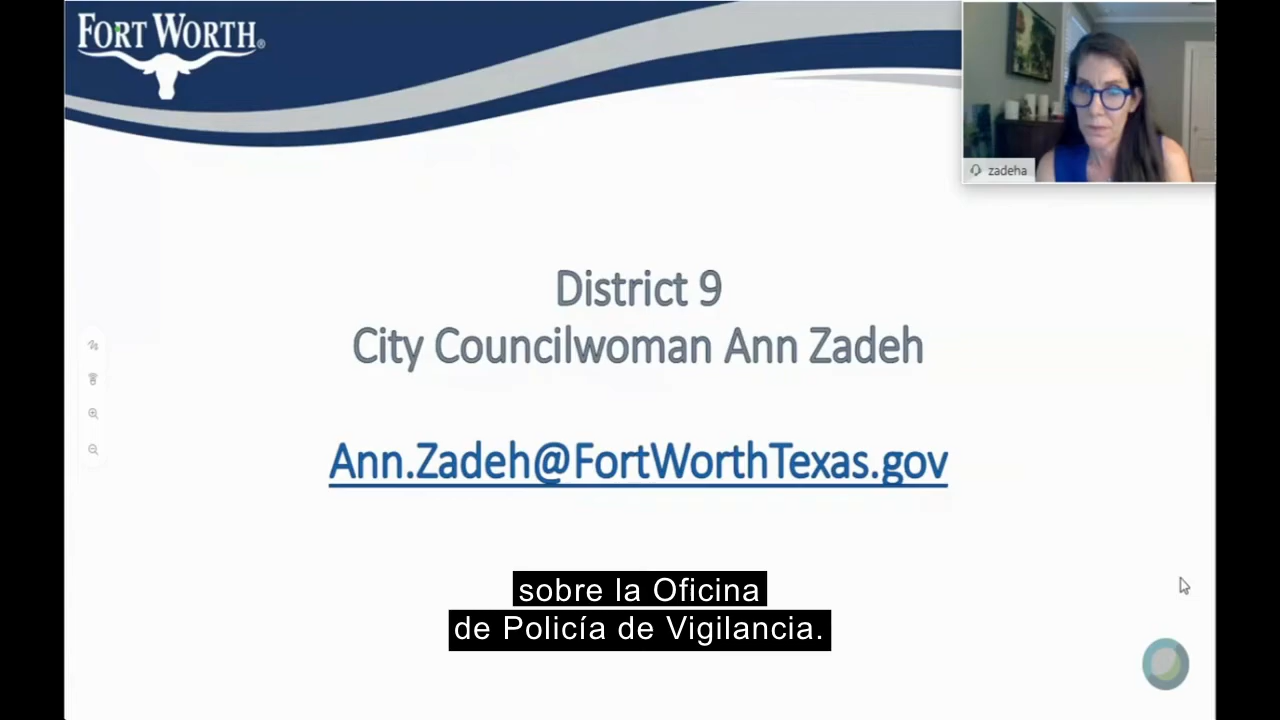 FORT WORTH®
zadeha
District 9
City Councilwoman Ann Zadeh
Ann.Zadeh@FortWorthTexas.gov
sobre la Oficina
de Policía de Vigilancia.